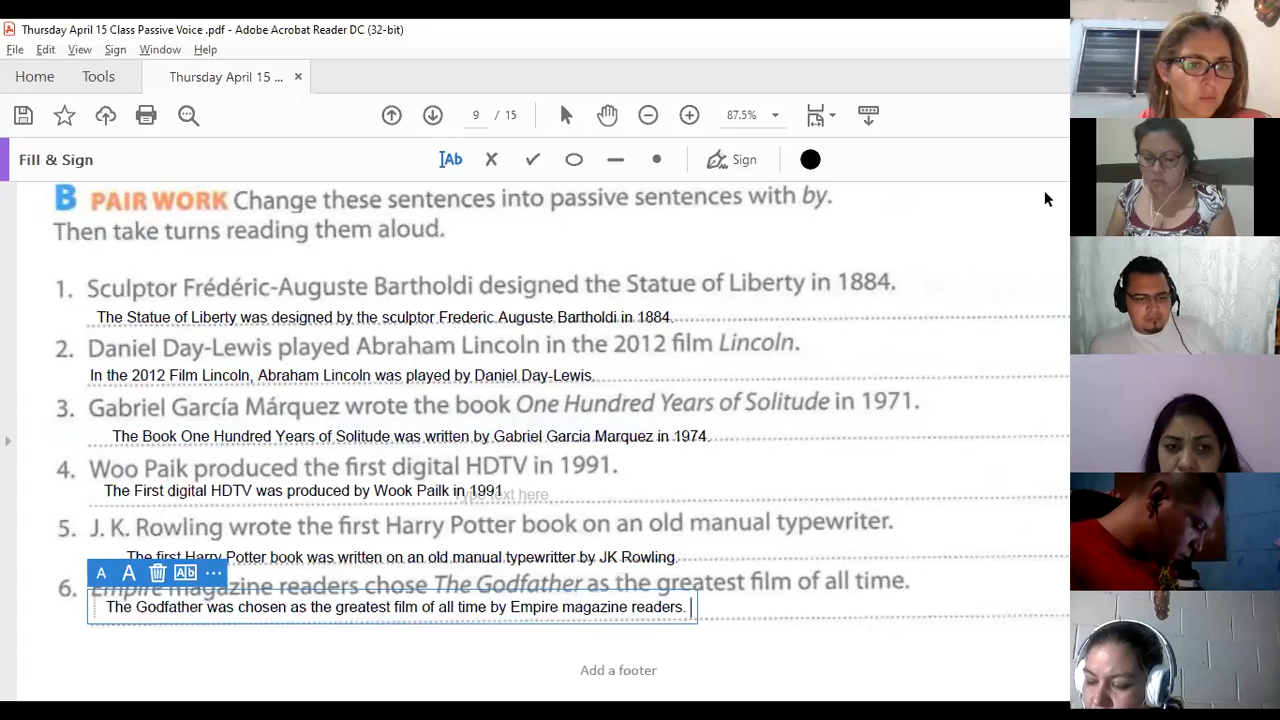 Thursday April 15 Class Passive Voice .pdf - Adobe Acrobat Reader DC (32-bit)
File Edit View Sign Window Help
Home Tools Thursday April 15 ... ×
9 / 15 87.5%
Fill & Sign Ab Sign
B PAIR WORK Change these sentences into passive sentences with by.
Then take turns reading them aloud.
1. Sculptor Frédéric-Auguste Bartholdi designed the Statue of Liberty in 1884.
The Statue of Liberty was designed by the sculptor Frederic Auguste Bartholdi in 1884.
2. Daniel Day-Lewis played Abraham Lincoln in the 2012 film Lincoln.
In the 2012 Film Lincoln, Abraham Lincoln was played by Daniel Day-Lewis.
3. Gabriel García Márquez wrote the book One Hundred Years of Solitude in 1971.
The Book One Hundred Years of Solitude was written by Gabriel Garcia Marquez in 1974.
4. Woo Paik produced the first digital HDTV in 1991.
The First digital HDTV was produced by Wook Pailk in 1991
Type text here
5. J. K. Rowling wrote the first Harry Potter book on an old manual typewriter.
The first Harry Potter book was written on an old manual typewritter by JK Rowling.
A A Ab ...
6. Empire magazine readers chose The Godfather as the greatest film of all time.
The Godfather was chosen as the greatest film of all time by Empire magazine readers.
Add a footer